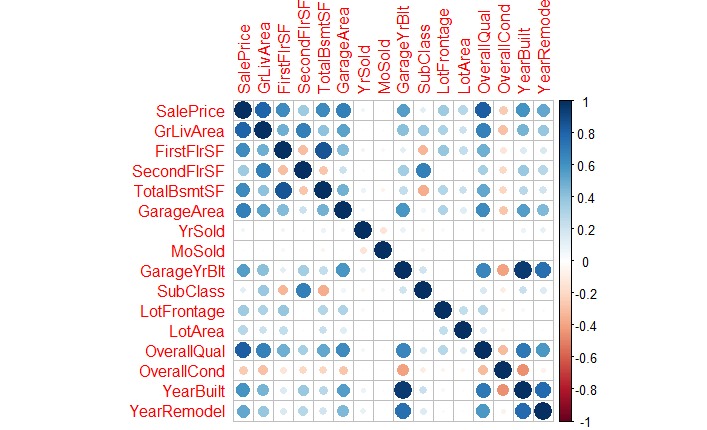 SalePrice
GrLivArea
FirstFlrSF
SecondFlrSF
TotalBsmtSF
GarageArea
YrSold
MoSold
GarageYrBlt
SubClass
LotFrontage
LotArea
OverallQual
OverallCond
YearBuilt
YearRemodel
SalePrice
GrLivArea
FirstFlrSF
SecondFlrSF
TotalBsmtSF
GarageArea
YrSold
MoSold
GarageYrBlt
SubClass
LotFrontage
LotArea
OverallQual
OverallCond
YearBuilt
YearRemodel
1
0.8
0.6
0.4
0.2
0
-0.2
-0.4
-0.6
-0.8
-1